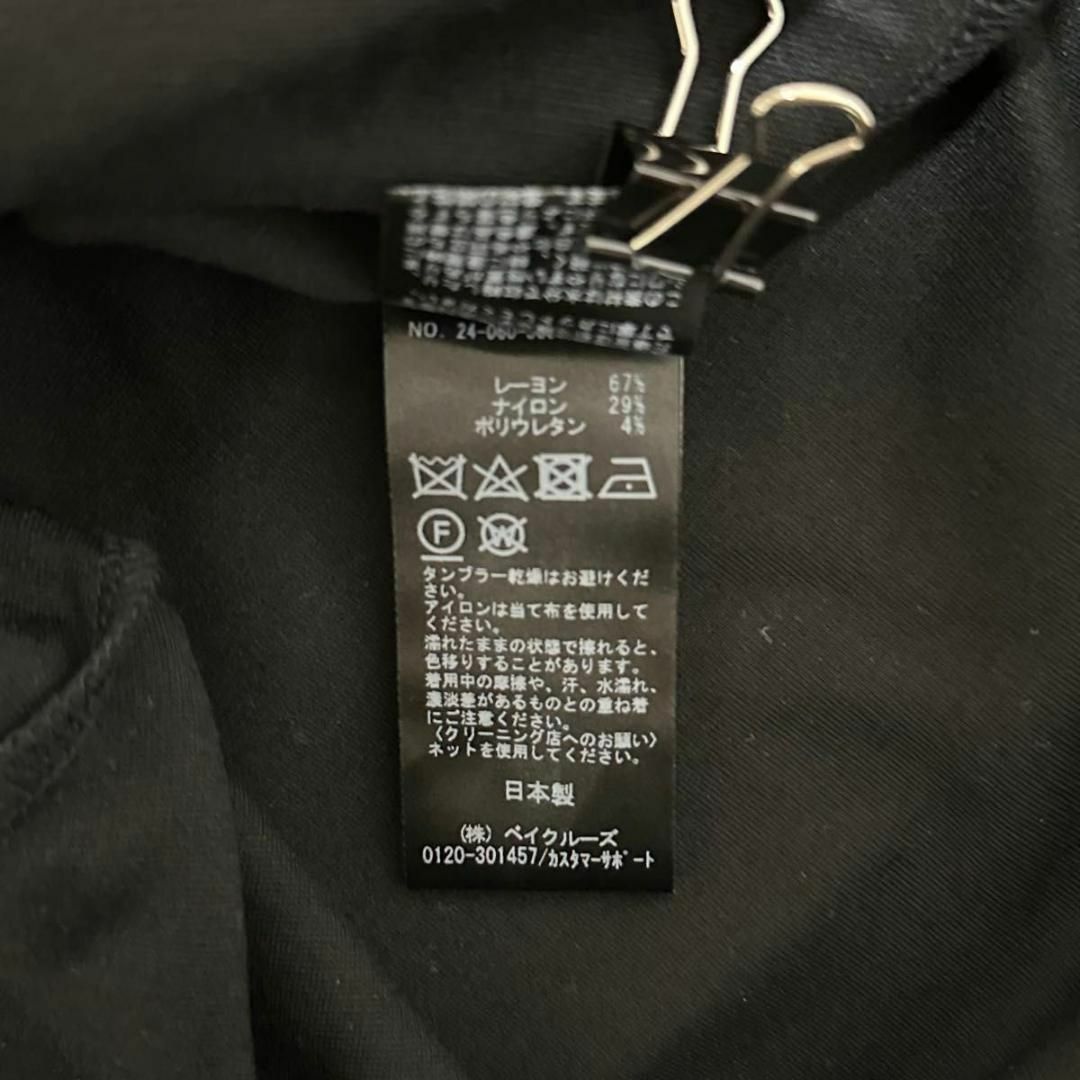 NO. 24-060-
レーヨン 67%
ナイロン 29%
ポリウレタン 4%
F W
タンブラー乾燥はお避けくだ
さい。
アイロンは当て布を使用して
ください。
濡れたままの状態で擦れると、
色移りすることがあります。
着用中の摩擦や、汗、水濡れ、
濃淡差があるものとの重ね着
にご注意ください。
〈クリーニング店へのお願い〉
ネットを使用してください。
日本製
(株) ベイクルーズ
0120-301457/カスタマーサポート